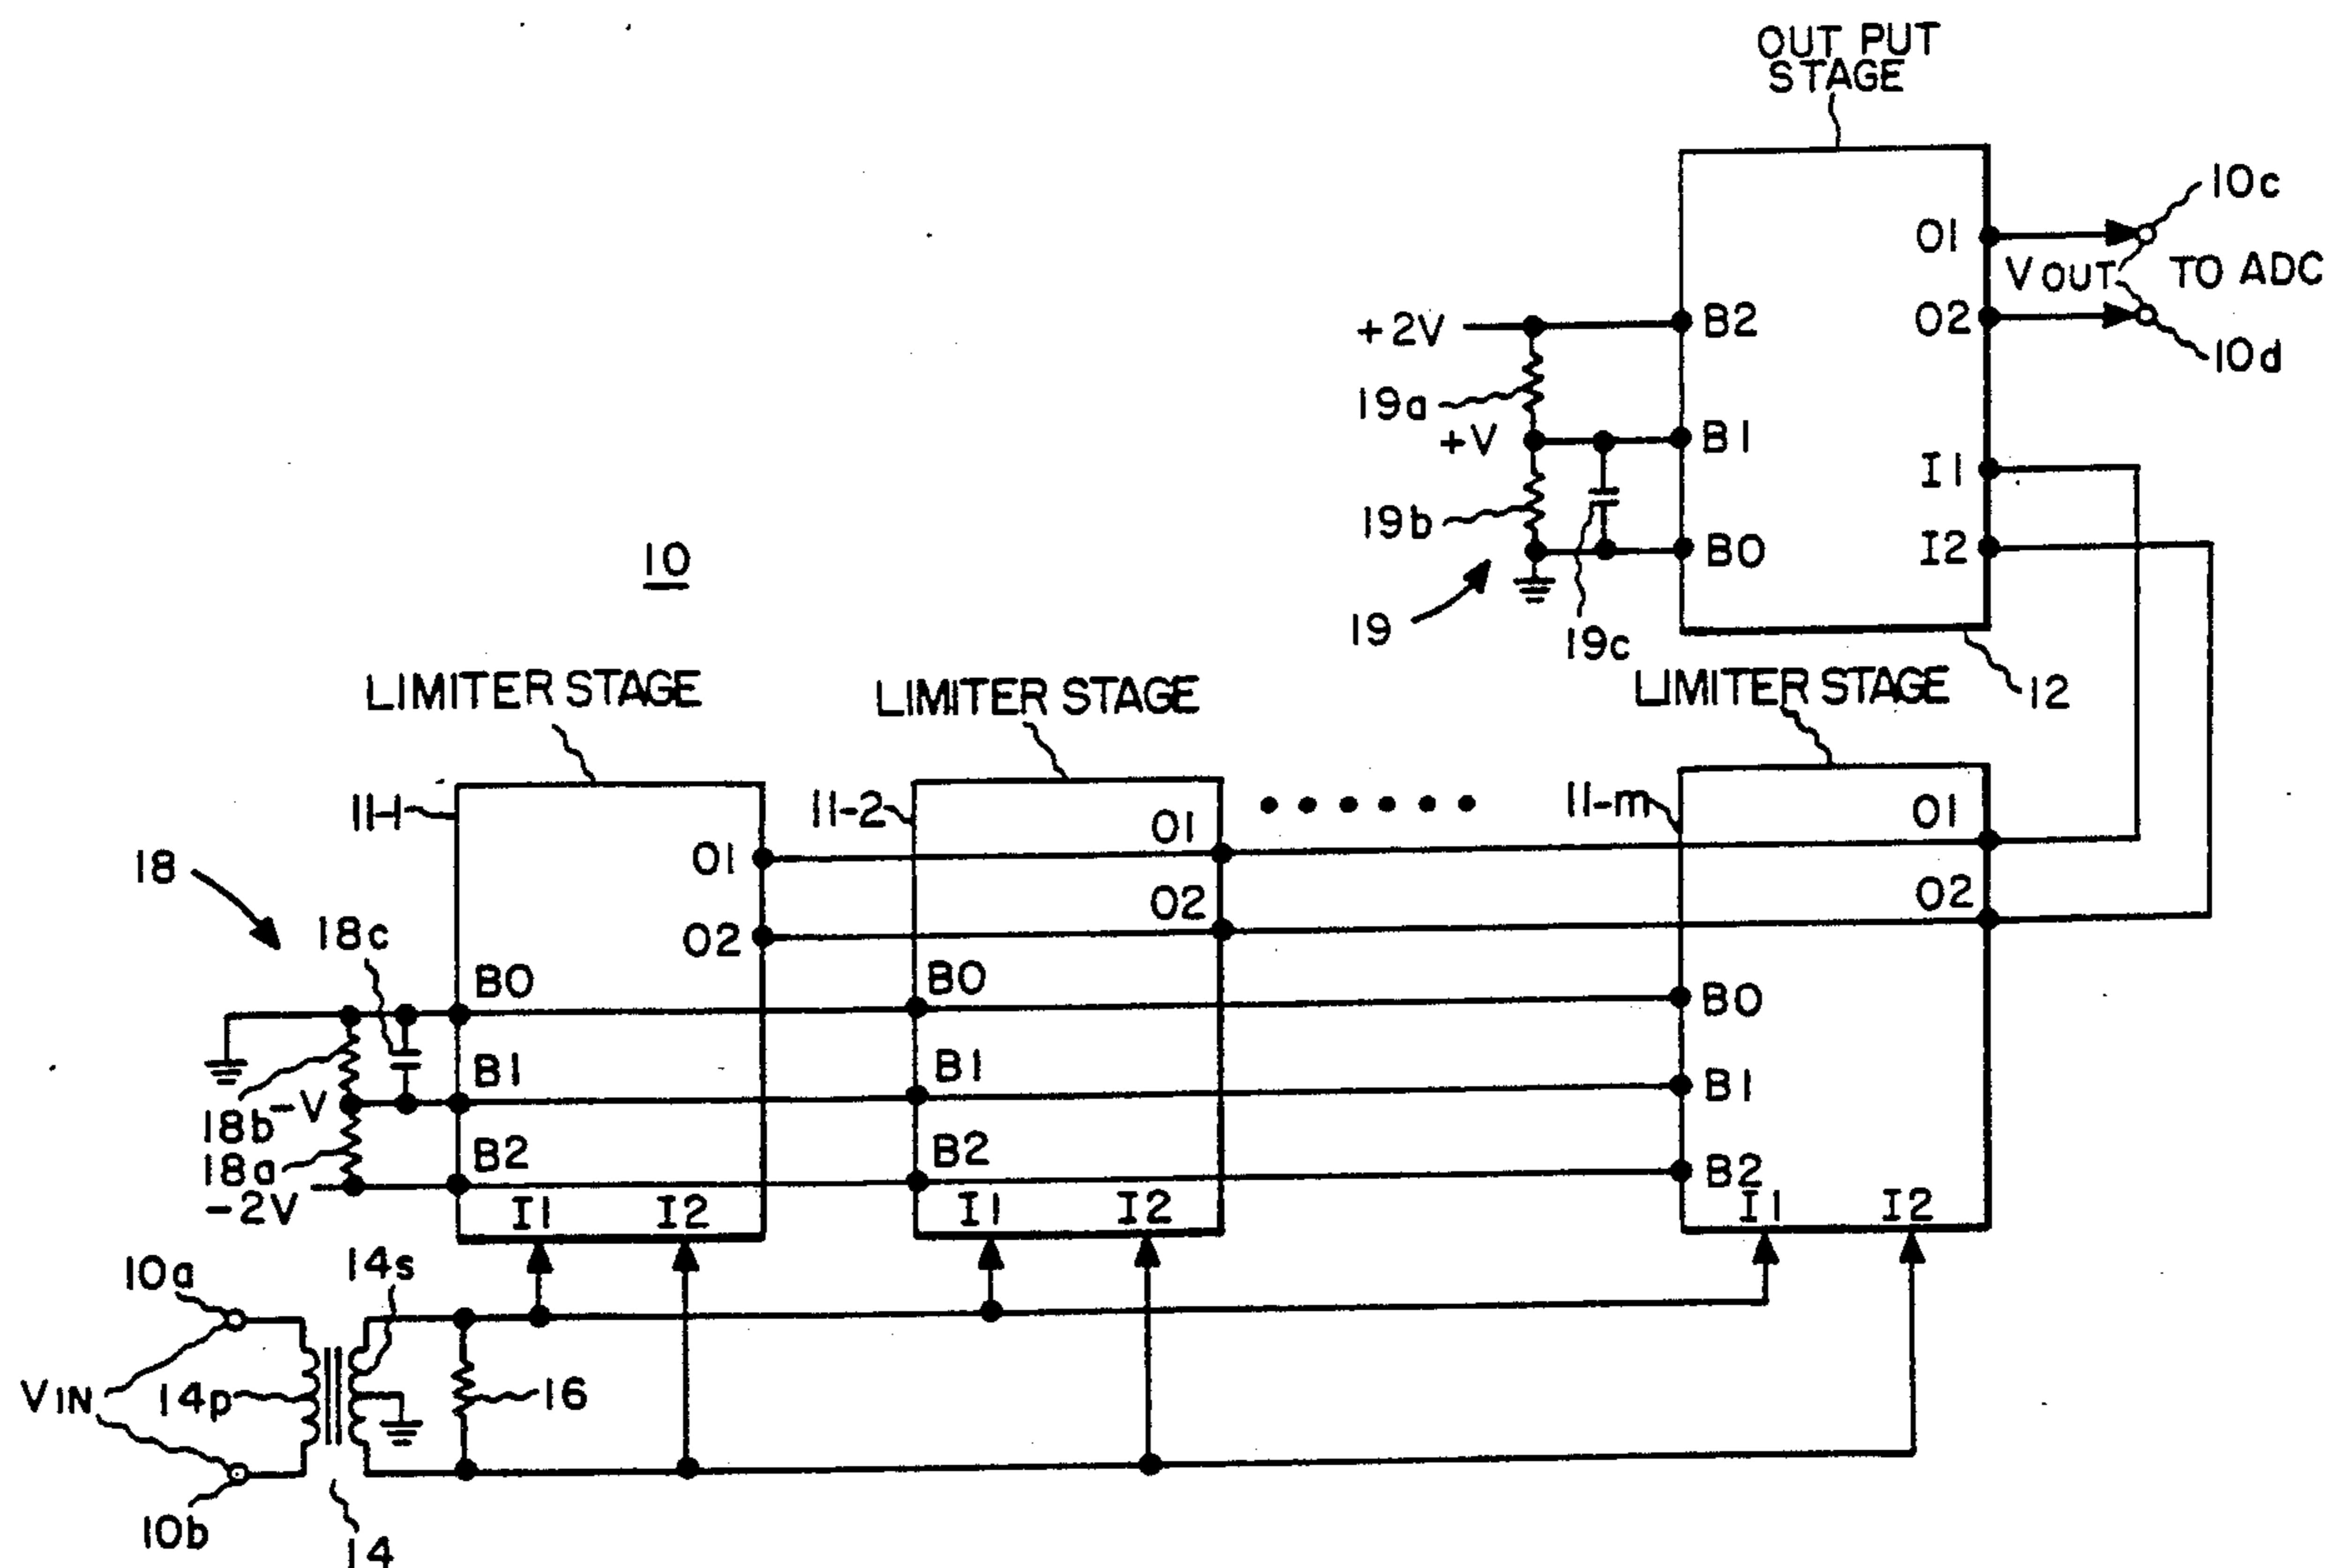 OUT PUT
STAGE
10c
O1
VOUT
TO ADC
+2V
B2
O2
10d
19a
+V
B1
I1
19b
B0
I2
10
19
19c
12
LIMITER STAGE
LIMITER STAGE
LIMITER STAGE
11-1
11-2
11-m
O1
O1
O1
18
18c
O2
O2
O2
B0
B0
B0
B1
B1
B1
18b
-V
18a
B2
B2
B2
-2V
I1
I2
I1
I2
I1
I2
10a
14s
VIN
14p
16
10b
14